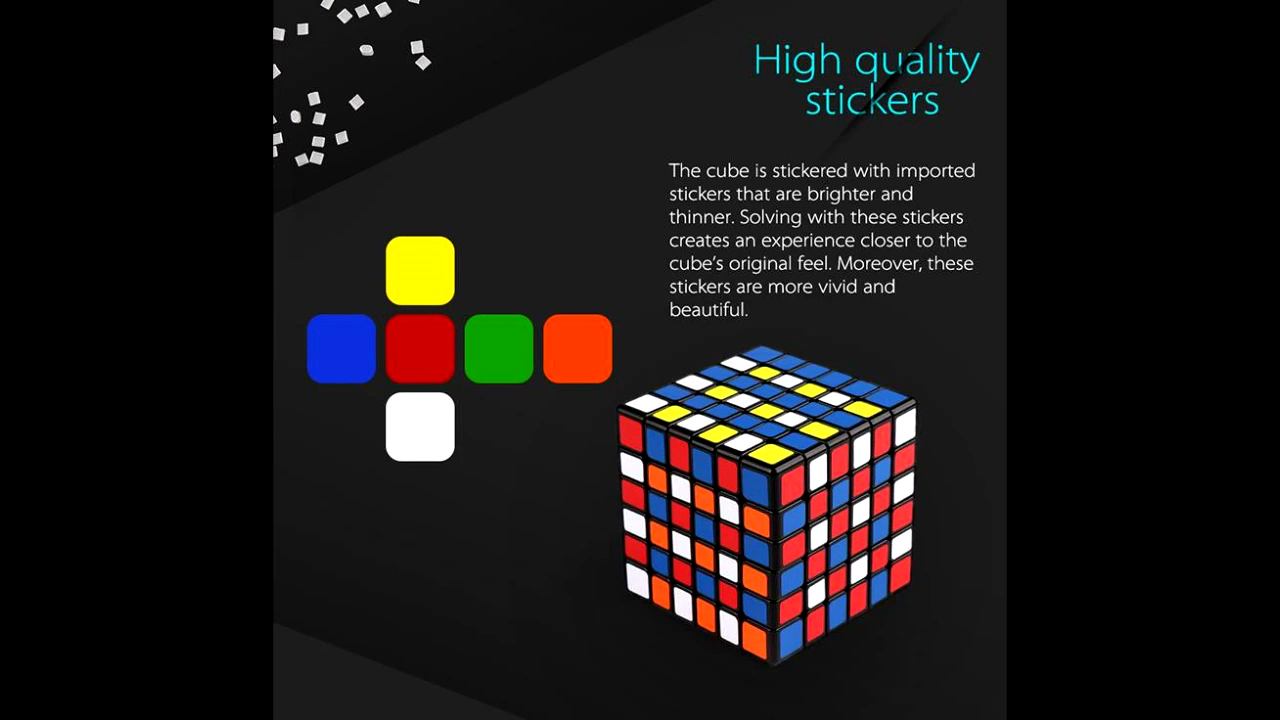 High quality
stickers
The cube is stickered with imported
stickers that are brighter and
thinner. Solving with these stickers
creates an experience closer to the
cube's original feel. Moreover, these
stickers are more vivid and
beautiful.